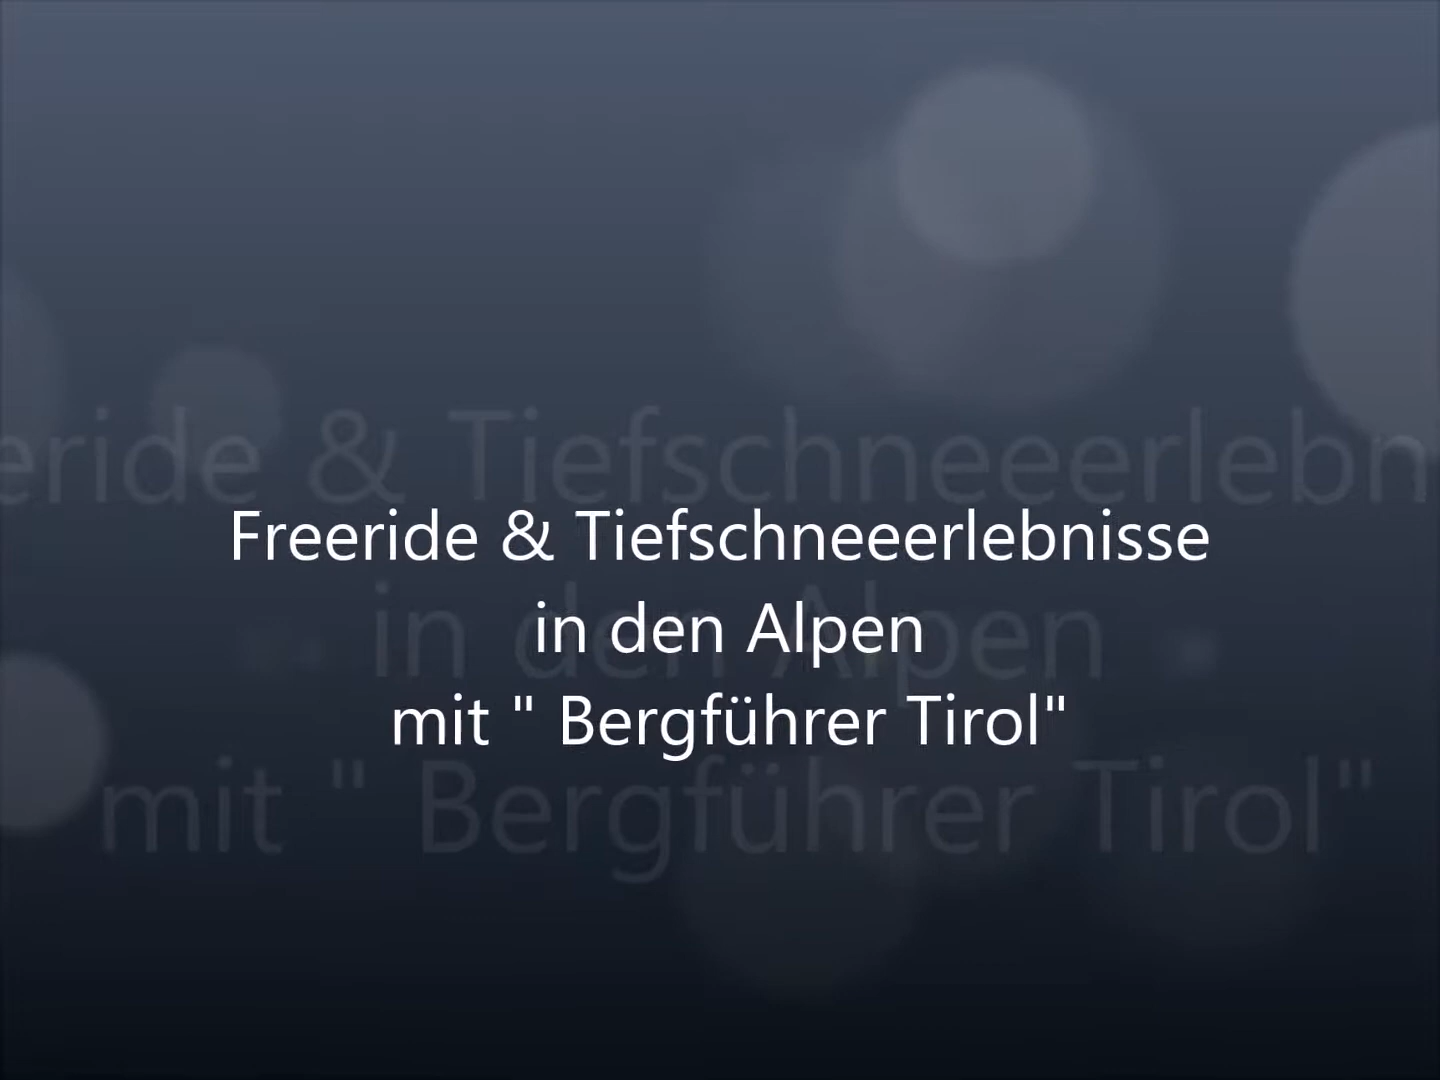 Freeride & Tiefschneeerlebnisse
in den Alpen
mit " Bergführer Tirol"